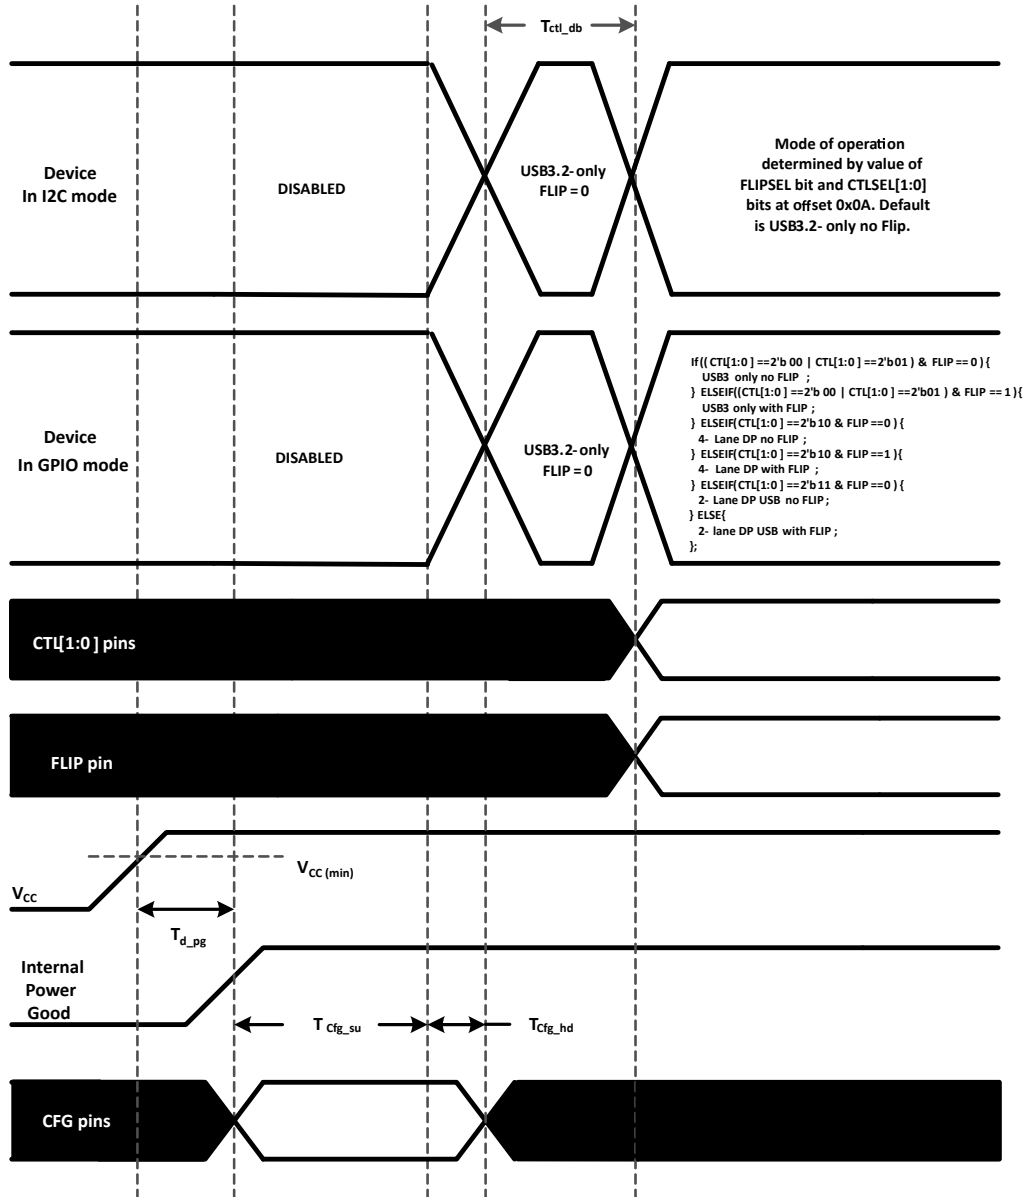 Tctl_db
Device
In I2C mode
DISABLED
USB3.2- only
FLIP = 0
Mode of operation
determined by value of
FLIPSEL bit and CTLSEL[1:0]
bits at offset 0x0A. Default
is USB3.2- only no Flip.
Device
In GPIO mode
DISABLED
USB3.2- only
FLIP = 0
If(( CTL[1:0 ] ==2'b 00 | CTL[1:0 ] ==2'b01 ) & FLIP == 0 ) {
USB3 only no FLIP ;
} ELSEIF((CTL[1:0 ] ==2'b 00 | CTL[1:0 ] ==2'b01 ) & FLIP == 1 ){
USB3 only with FLIP ;
} ELSEIF(CTL[1:0 ] ==2'b 10 & FLIP ==0 ) {
4- Lane DP no FLIP ;
} ELSEIF(CTL[1:0 ] ==2'b 10 & FLIP ==1 ){
4- Lane DP with FLIP ;
} ELSEIF(CTL[1:0 ] ==2'b 11 & FLIP ==0 ) {
2- Lane DP USB no FLIP ;
} ELSE{
2- lane DP USB with FLIP ;
};
CTL[1:0 ] pins
FLIP pin
VCC (min)
VCC
Td_pg
Internal
Power
Good
T Cfg_su
TCfg_hd
CFG pins